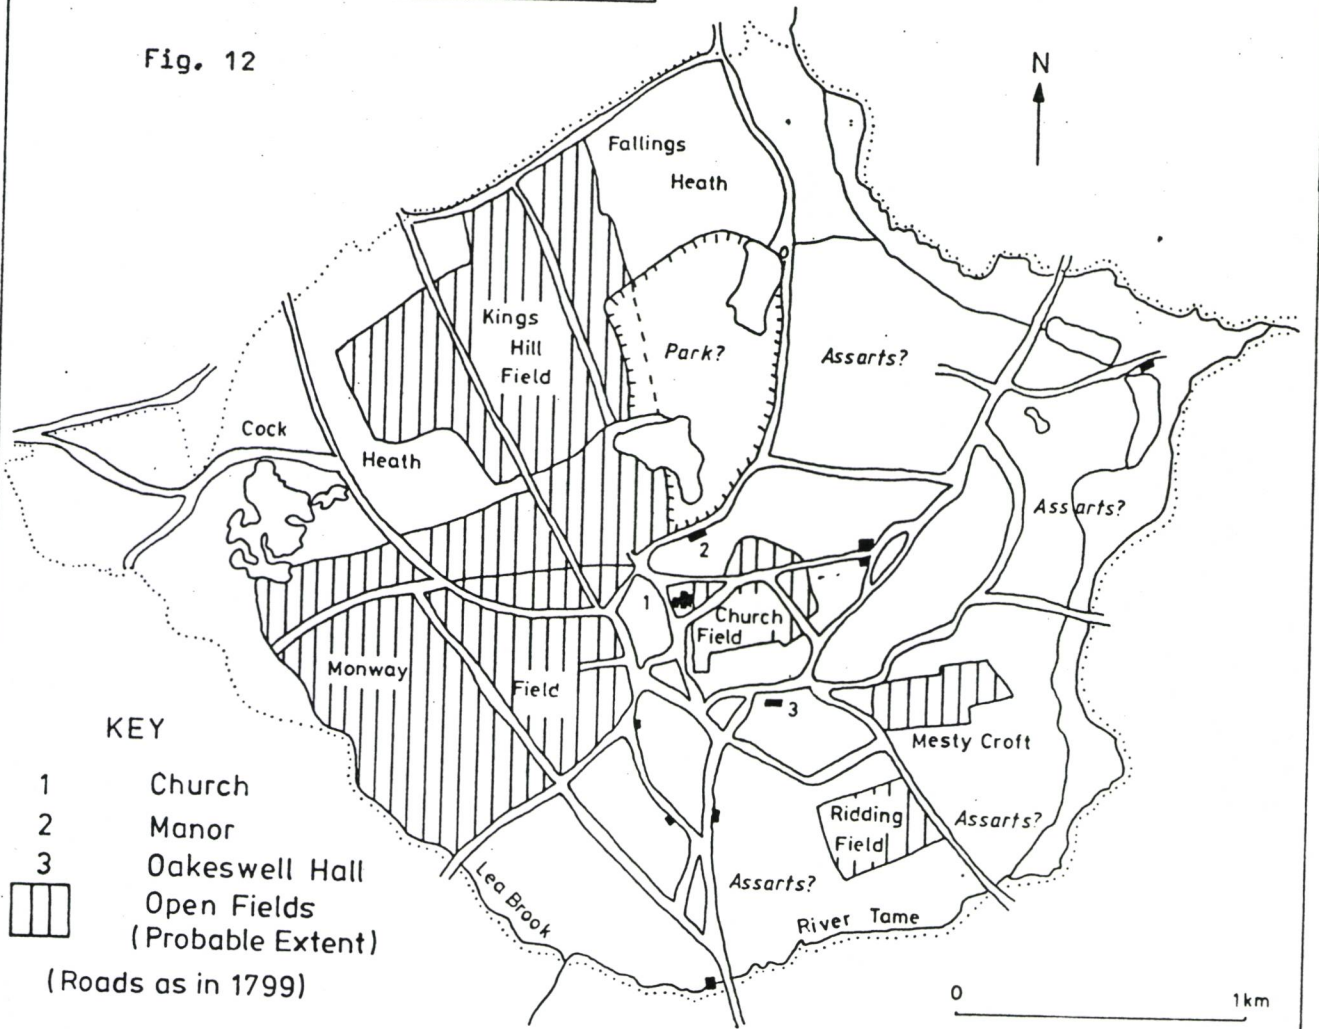 Fig. 12
N
Fallings
Heath
Kings
Hill
Field
Park?
Assarts?
Cock
Heath
Assarts?
2
1
Church
Field
Monway
Field
3
Mesty Croft
Ridding
Field
Assarts?
Assarts?
Lea Brook
River Tame
KEY
1 Church
2 Manor
3 Oakeswell Hall
Open Fields
(Probable Extent)
(Roads as in 1799)
0 1km